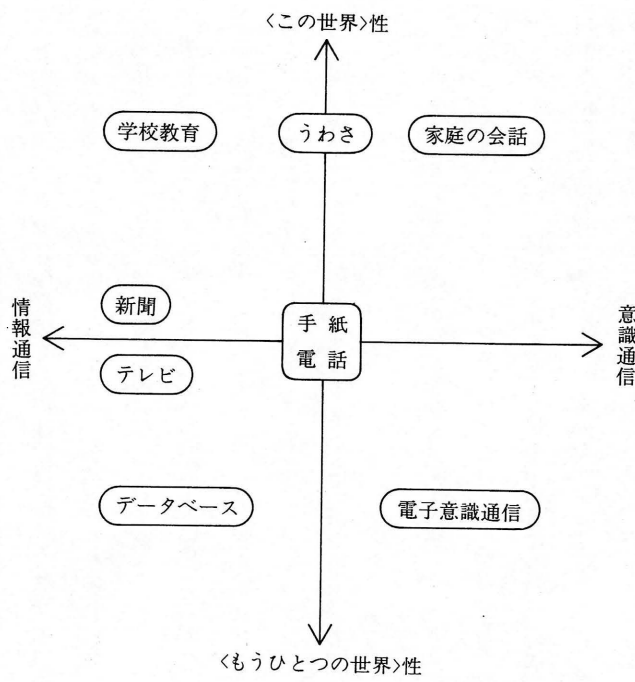 〈この世界〉性
学校教育
うわさ
家庭の会話
情報通信
新聞
手紙
電話
意識通信
テレビ
データベース
電子意識通信
〈もうひとつの世界〉性